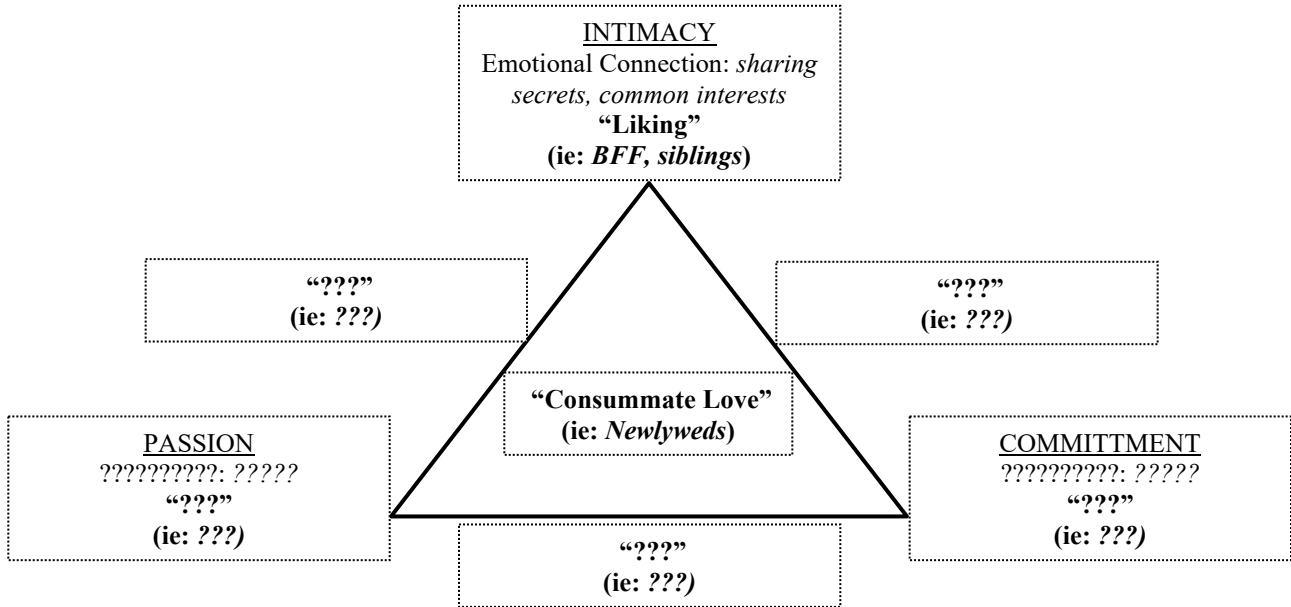 INTIMACY
Emotional Connection: sharing
secrets, common interests
“Liking”
(ie: BFF, siblings)
“???”
(ie: ???)
“???”
(ie: ???)
“Consummate Love”
(ie: Newlyweds)
PASSION
??????????: ?????
“???”
(ie: ???)
COMMITTMENT
??????????: ?????
“???”
(ie: ???)
“???”
(ie: ???)